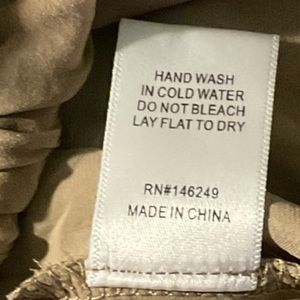 HAND WASH
IN COLD WATER
DO NOT BLEACH
LAY FLAT TO DRY
RN#146249
MADE IN CHINA